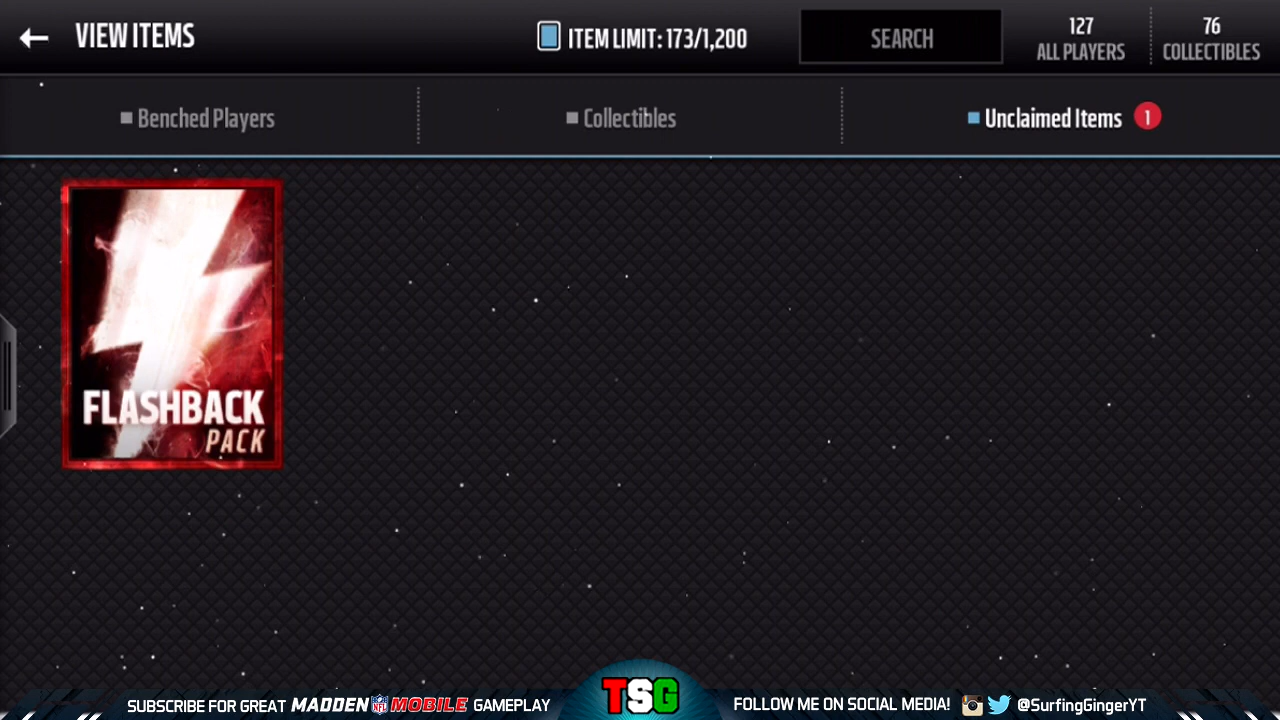 VIEW ITEMS
ITEM LIMIT: 173/1,200
SEARCH
127
ALL PLAYERS
76
COLLECTIBLES
Benched Players
Collectibles
Unclaimed Items
1
FLASHBACK
PACK
SUBSCRIBE FOR GREAT MADDEN NFL MOBILE GAMEPLAY
TSG
FOLLOW ME ON SOCIAL MEDIA!
@SurfingGingerYT